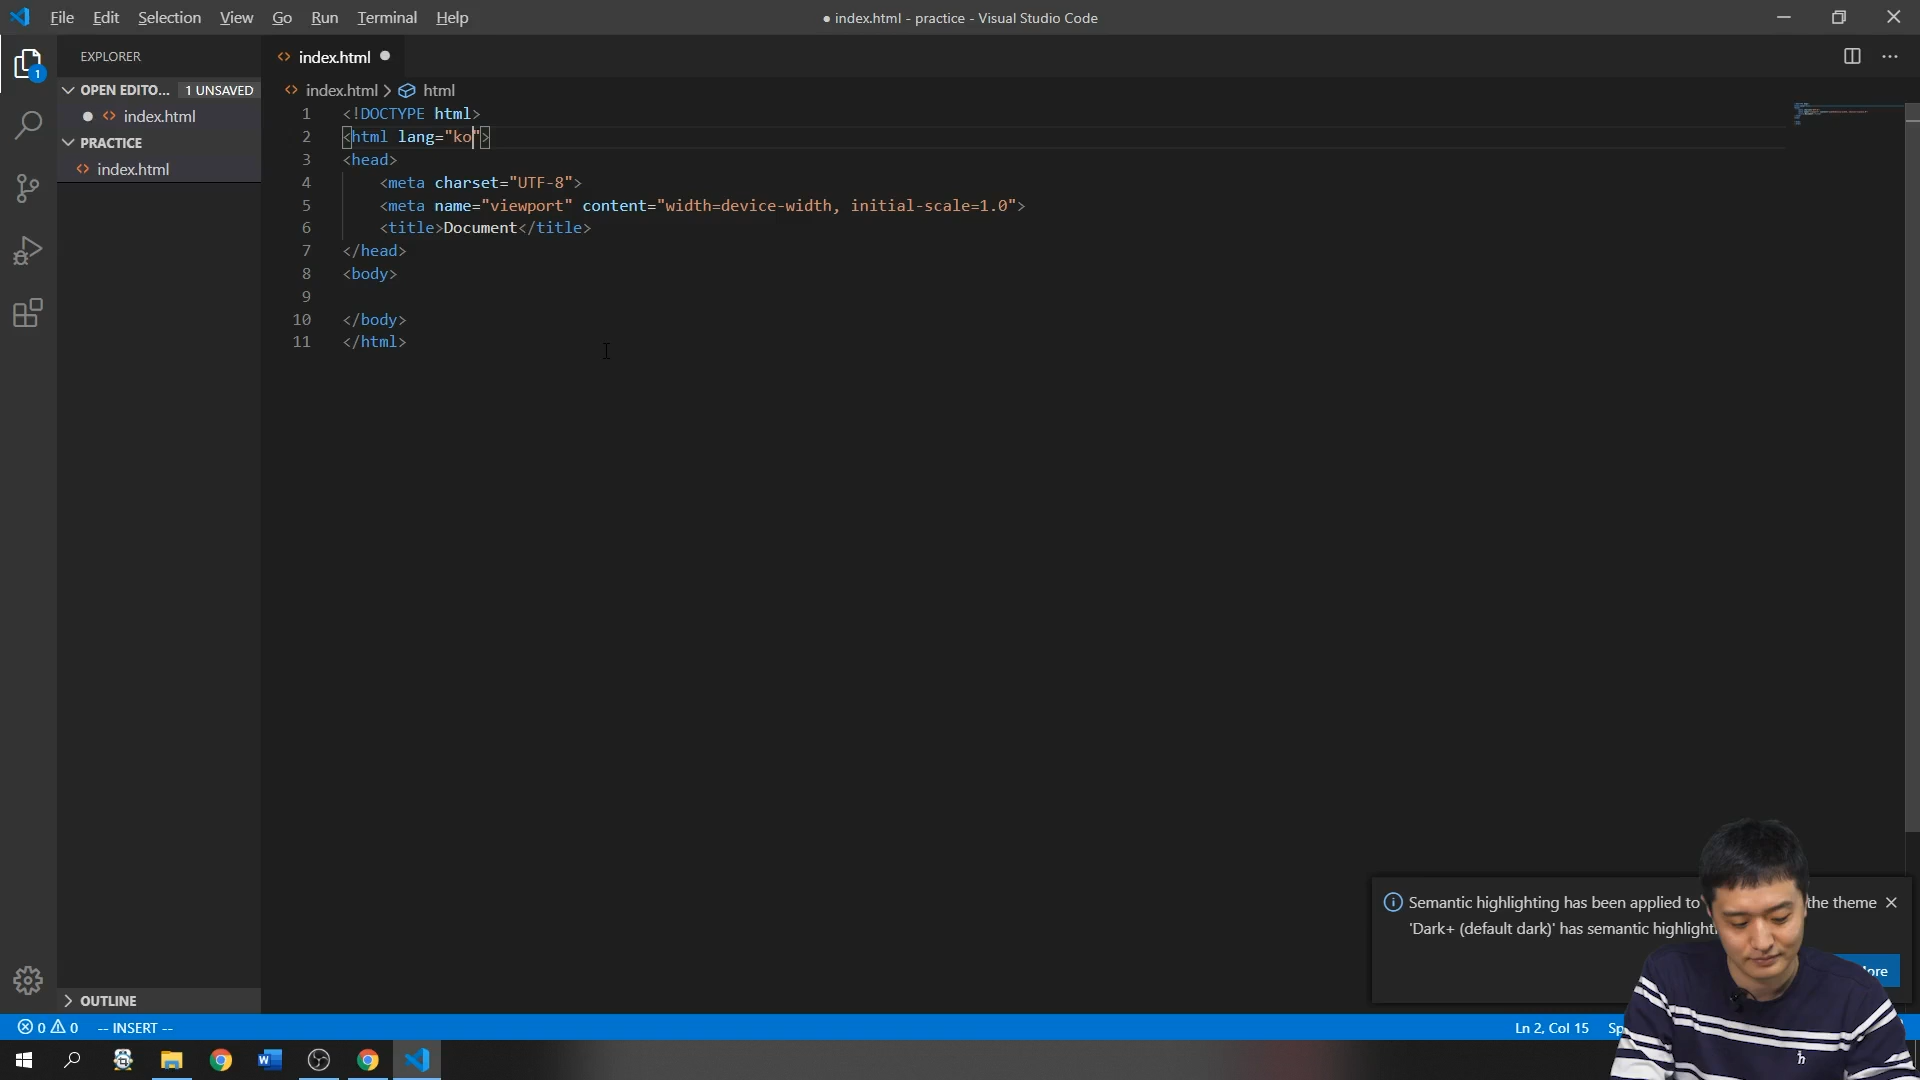 File Edit Selection View Go Run Terminal Help
● index.html - practice - Visual Studio Code
EXPLORER
OPEN EDITO... 1 UNSAVED
index.html
PRACTICE
index.html
OUTLINE
index.html
index.html > html
1 <!DOCTYPE html>
2 <html lang="ko">
3 <head>
4 <meta charset="UTF-8">
5 <meta name="viewport" content="width=device-width, initial-scale=1.0">
6 <title>Document</title>
7 </head>
8 <body>
9
10 </body>
11 </html>
Semantic highlighting has been applied to the theme
'Dark+ (default dark)' has semantic
0 0 -- INSERT -- Ln 2, Col 15